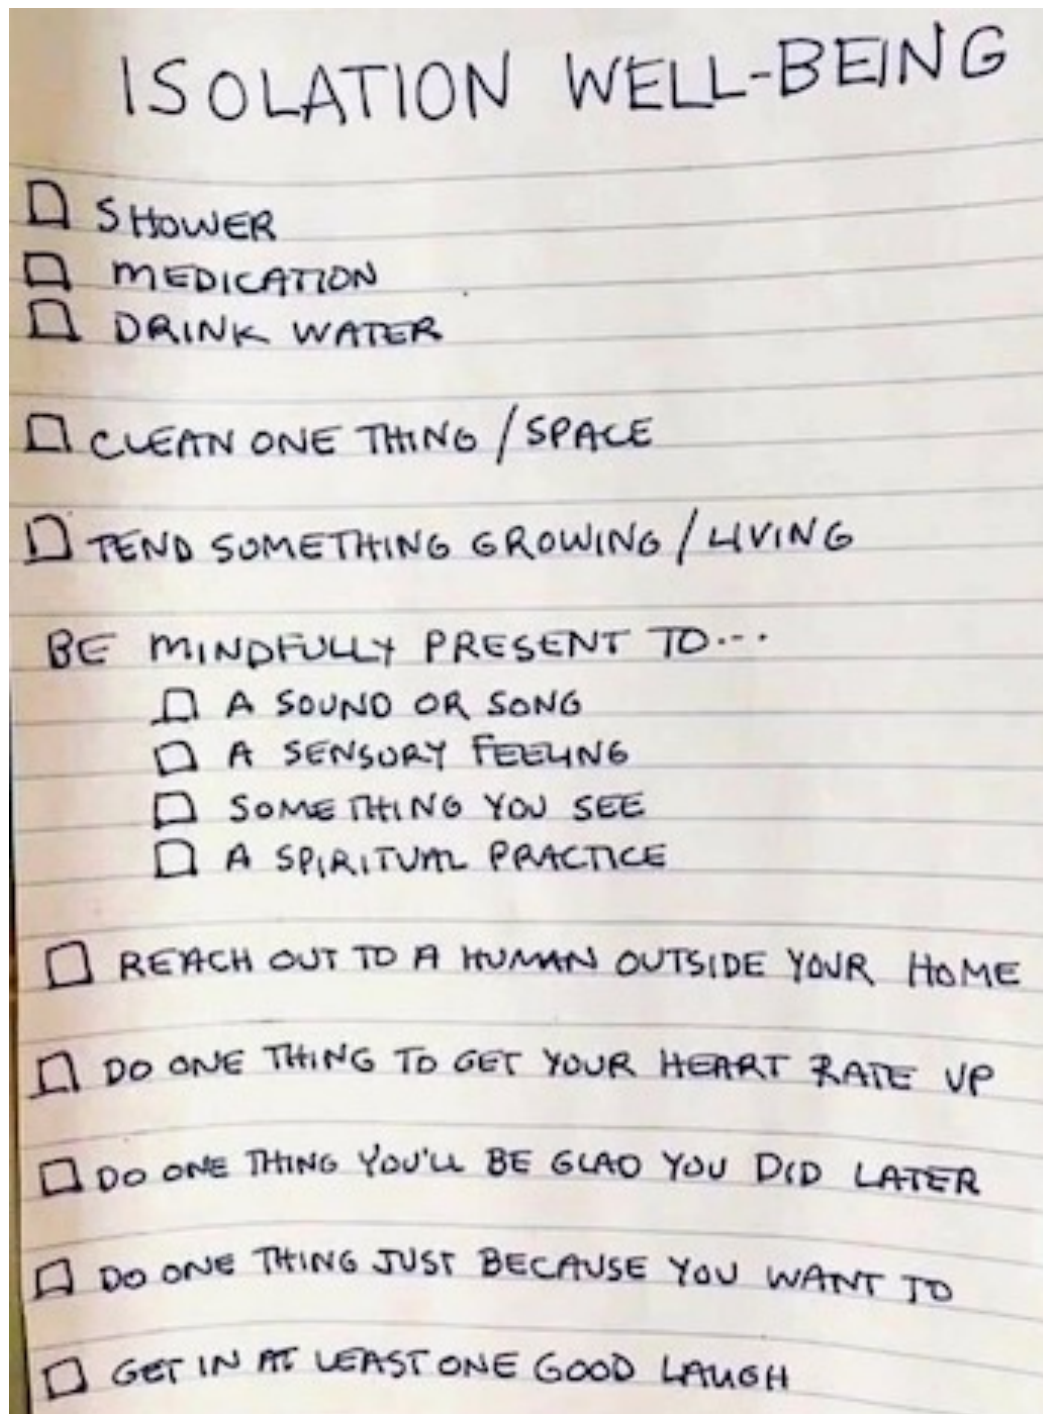 ISOLATION WELL-BEING
SHOWER
MEDICATION
DRINK WATER
CLEAN ONE THING / SPACE
TEND SOMETHING GROWING / LIVING
BE MINDFULLY PRESENT TO...
A SOUND OR SONG
A SENSORY FEELING
SOMETHING YOU SEE
A SPIRITUAL PRACTICE
REACH OUT TO A HUMAN OUTSIDE YOUR HOME
DO ONE THING TO GET YOUR HEART RATE UP
DO ONE THING YOU'LL BE GLAD YOU DID LATER
DO ONE THING JUST BECAUSE YOU WANT TO
GET IN AT LEAST ONE GOOD LAUGH